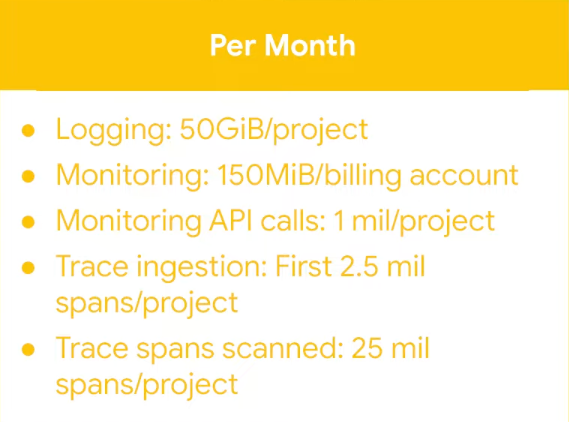 Per Month
● Logging: 50GiB/project
● Monitoring: 150MiB/billing account
● Monitoring API calls: 1 mil/project
● Trace ingestion: First 2.5 mil
spans/project
● Trace spans scanned: 25 mil
spans/project